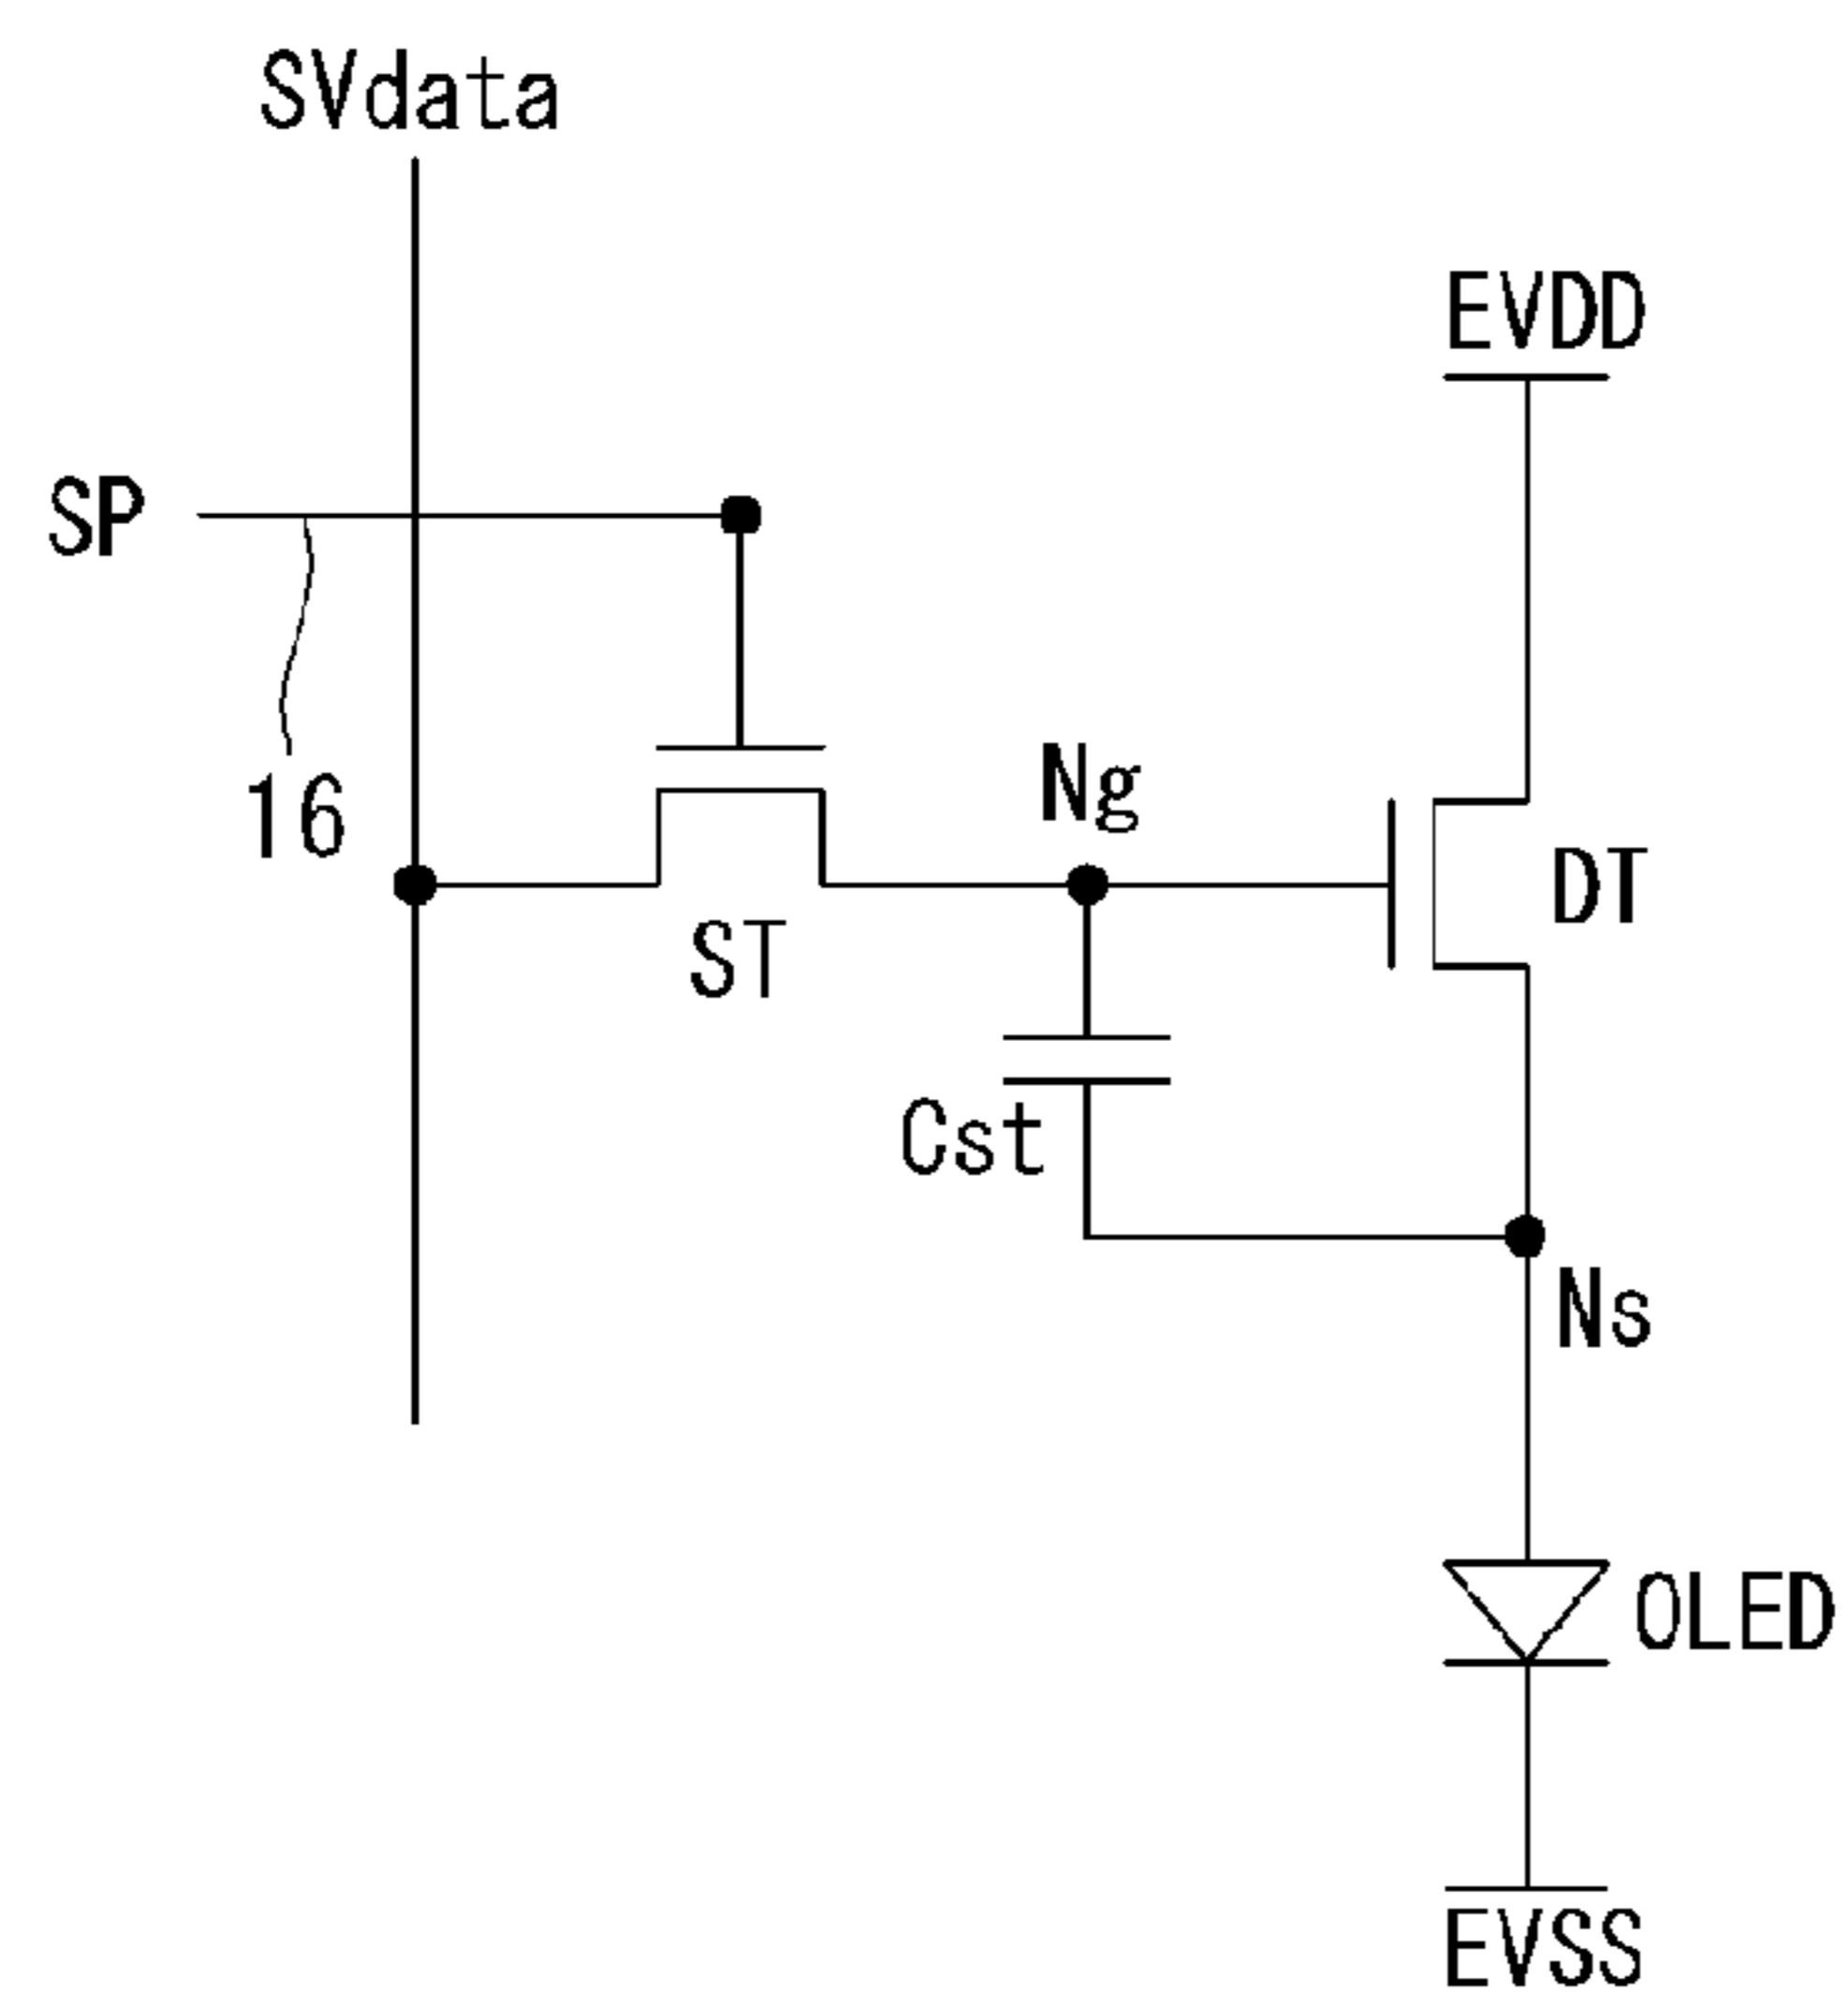 SVdata
EVDD
SP
Ng
16
DT
ST
Cst
Ns
OLED
EVSS